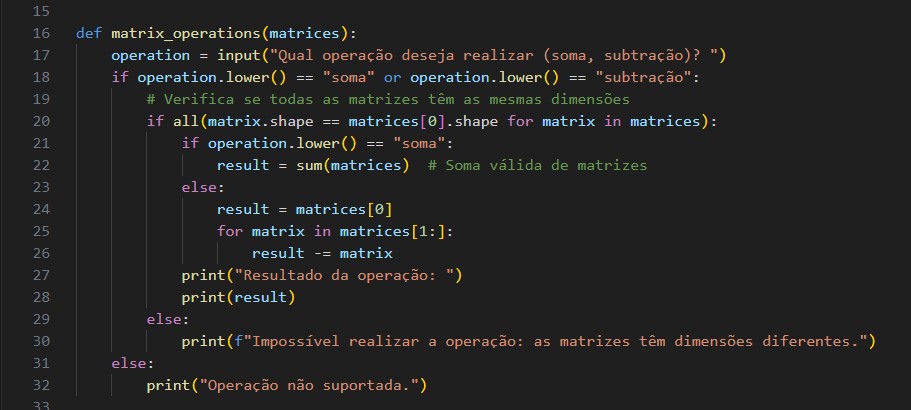 15
16 def matrix_operations(matrices):
17     operation = input("Qual operação deseja realizar (soma, subtração)? ")
18     if operation.lower() == "soma" or operation.lower() == "subtração":
19         # Verifica se todas as matrizes têm as mesmas dimensões
20         if all(matrix.shape == matrices[0].shape for matrix in matrices):
21             if operation.lower() == "soma":
22                 result = sum(matrices)  # Soma válida de matrizes
23             else:
24                 result = matrices[0]
25                 for matrix in matrices[1:]:
26                     result -= matrix
27             print("Resultado da operação: ")
28             print(result)
29         else:
30             print(f"Impossível realizar a operação: as matrizes têm dimensões diferentes.")
31     else:
32         print("Operação não suportada.")
33